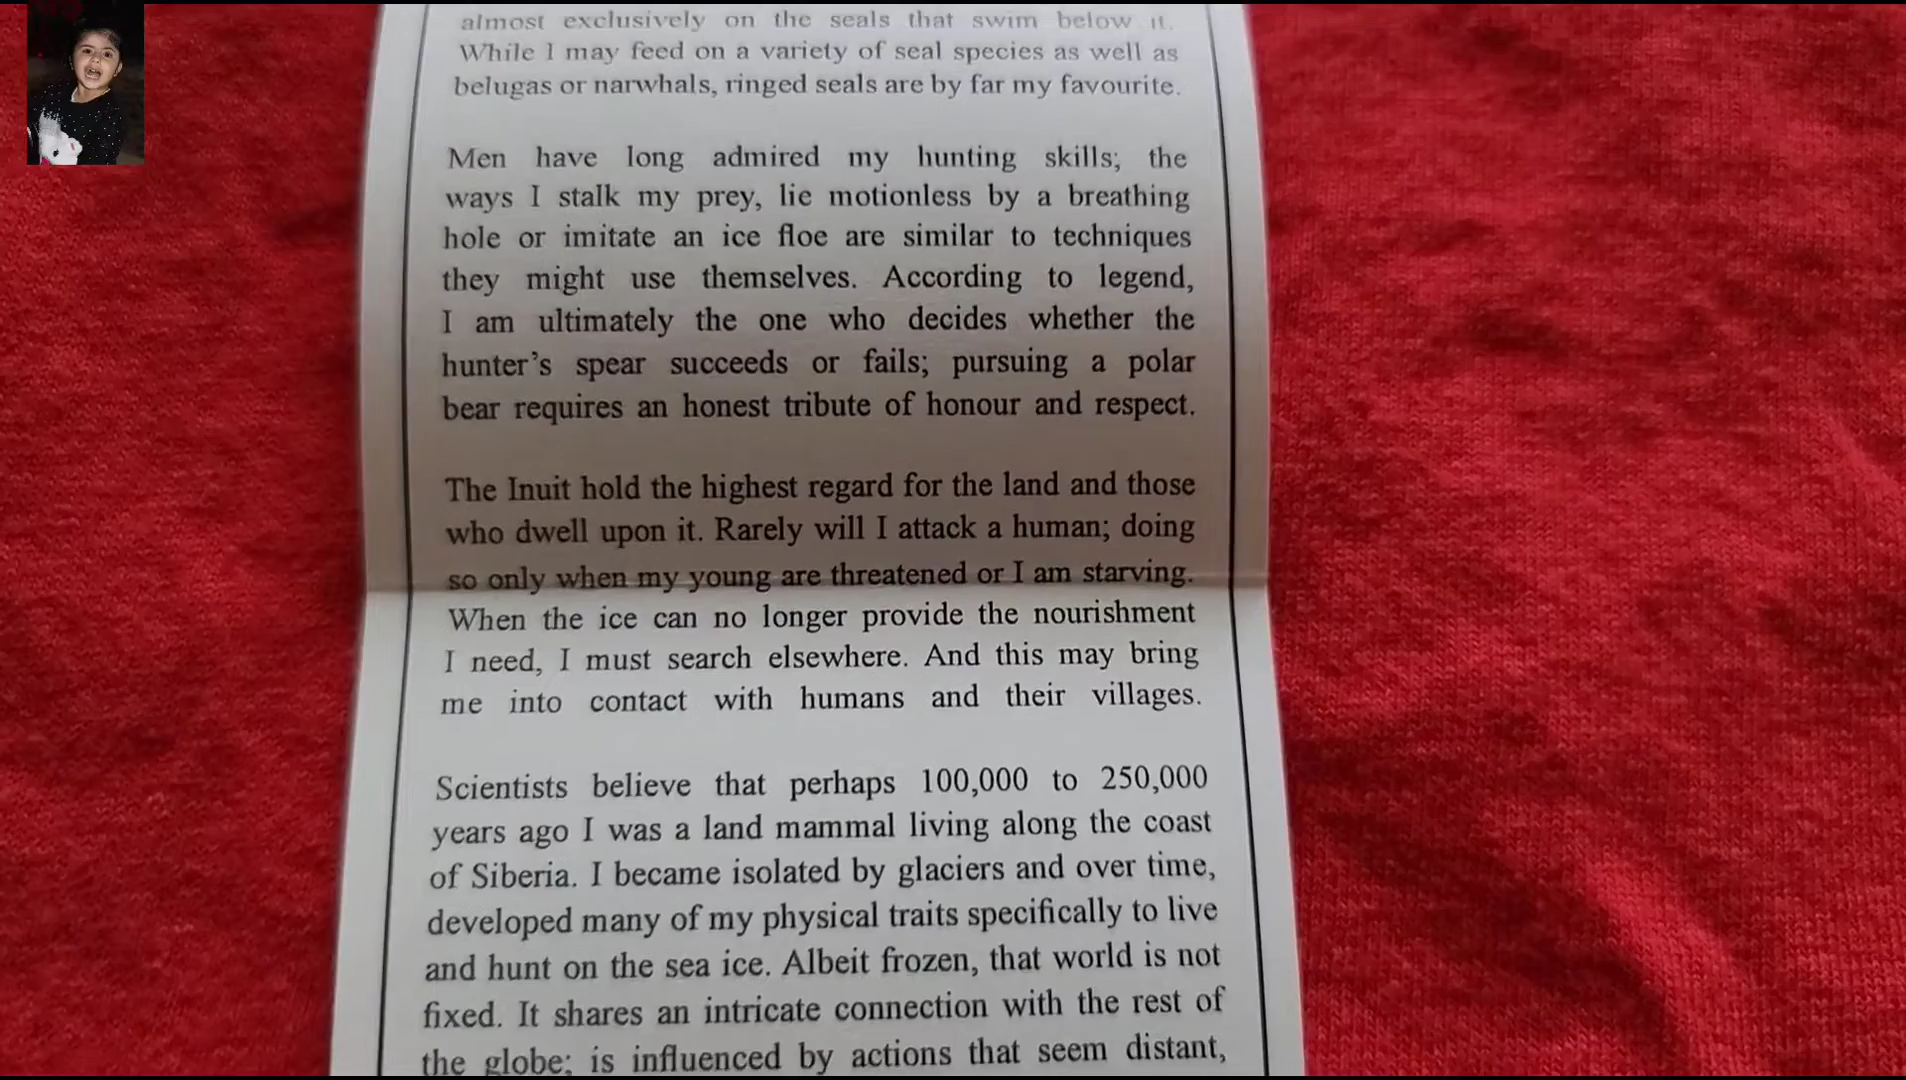 almost exclusively on the seals that swim below it.
While I may feed on a variety of seal species as well as
belugas or narwhals, ringed seals are by far my favourite.
Men have long admired my hunting skills; the
ways I stalk my prey, lie motionless by a breathing
hole or imitate an ice floe are similar to techniques
they might use themselves. According to legend,
I am ultimately the one who decides whether the
hunter's spear succeeds or fails; pursuing a polar
bear requires an honest tribute of honour and respect.
The Inuit hold the highest regard for the land and those
who dwell upon it. Rarely will I attack a human; doing
so only when my young are threatened or I am starving.
When the ice can no longer provide the nourishment
I need, I must search elsewhere. And this may bring
me into contact with humans and their villages.
Scientists believe that perhaps 100,000 to 250,000
years ago I was a land mammal living along the coast
of Siberia. I became isolated by glaciers and over time,
developed many of my physical traits specifically to live
and hunt on the sea ice. Albeit frozen, that world is not
fixed. It shares an intricate connection with the rest of
the globe; is influenced by actions that seem distant,